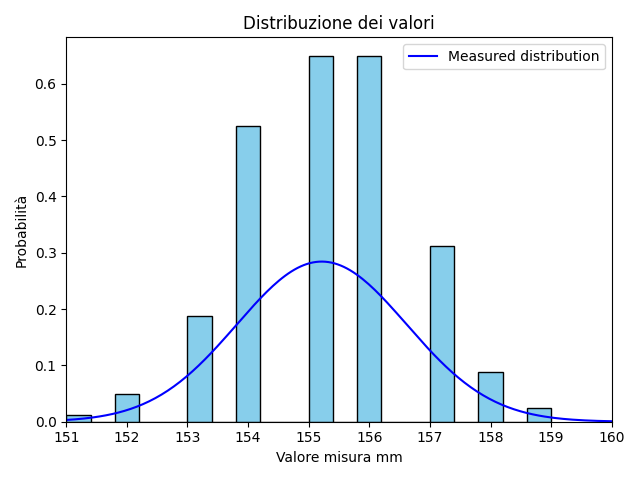 Distribuzione dei valori
Measured distribution
Probabilità
0.6
0.5
0.4
0.3
0.2
0.1
0.0
151 152 153 154 155 156 157 158 159 160
Valore misura mm